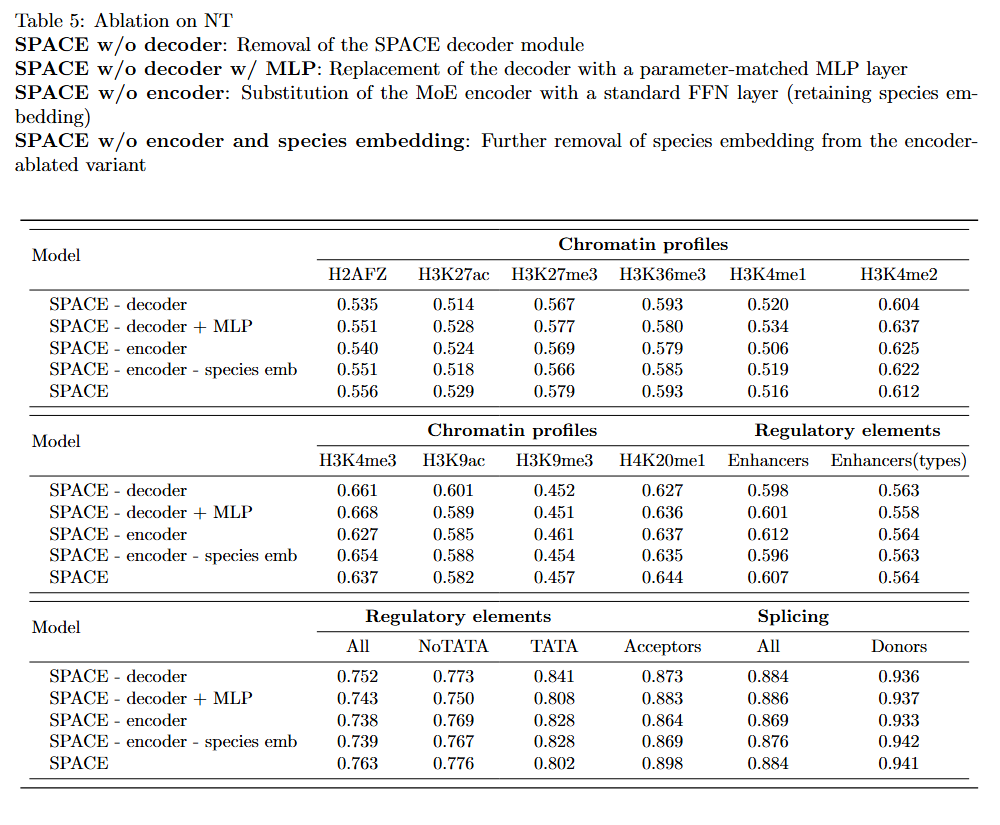 Table 5: Ablation on NT
SPACE w/o decoder: Removal of the SPACE decoder module
SPACE w/o decoder w/ MLP: Replacement of the decoder with a parameter-matched MLP layer
SPACE w/o encoder: Substitution of the MoE encoder with a standard FFN layer (retaining species em-
bedding)
SPACE w/o encoder and species embedding: Further removal of species embedding from the encoder-
ablated variant
Model Chromatin profiles
H2AFZ H3K27ac H3K27me3 H3K36me3 H3K4me1 H3K4me2
SPACE - decoder 0.535 0.514 0.567 0.593 0.520 0.604
SPACE - decoder + MLP 0.551 0.528 0.577 0.580 0.534 0.637
SPACE - encoder 0.540 0.524 0.569 0.579 0.506 0.625
SPACE - encoder - species emb 0.551 0.518 0.566 0.585 0.519 0.622
SPACE 0.556 0.529 0.579 0.593 0.516 0.612
Model Chromatin profiles Regulatory elements
H3K4me3 H3K9ac H3K9me3 H4K20me1 Enhancers Enhancers(types)
SPACE - decoder 0.661 0.601 0.452 0.627 0.598 0.563
SPACE - decoder + MLP 0.668 0.589 0.451 0.636 0.601 0.558
SPACE - encoder 0.627 0.585 0.461 0.637 0.612 0.564
SPACE - encoder - species emb 0.654 0.588 0.454 0.635 0.596 0.563
SPACE 0.637 0.582 0.457 0.644 0.607 0.564
Model Regulatory elements Splicing
All NoTATA TATA Acceptors All Donors
SPACE - decoder 0.752 0.773 0.841 0.873 0.884 0.936
SPACE - decoder + MLP 0.743 0.750 0.808 0.883 0.886 0.937
SPACE - encoder 0.738 0.769 0.828 0.864 0.869 0.933
SPACE - encoder - species emb 0.739 0.767 0.828 0.869 0.876 0.942
SPACE 0.763 0.776 0.802 0.898 0.884 0.941